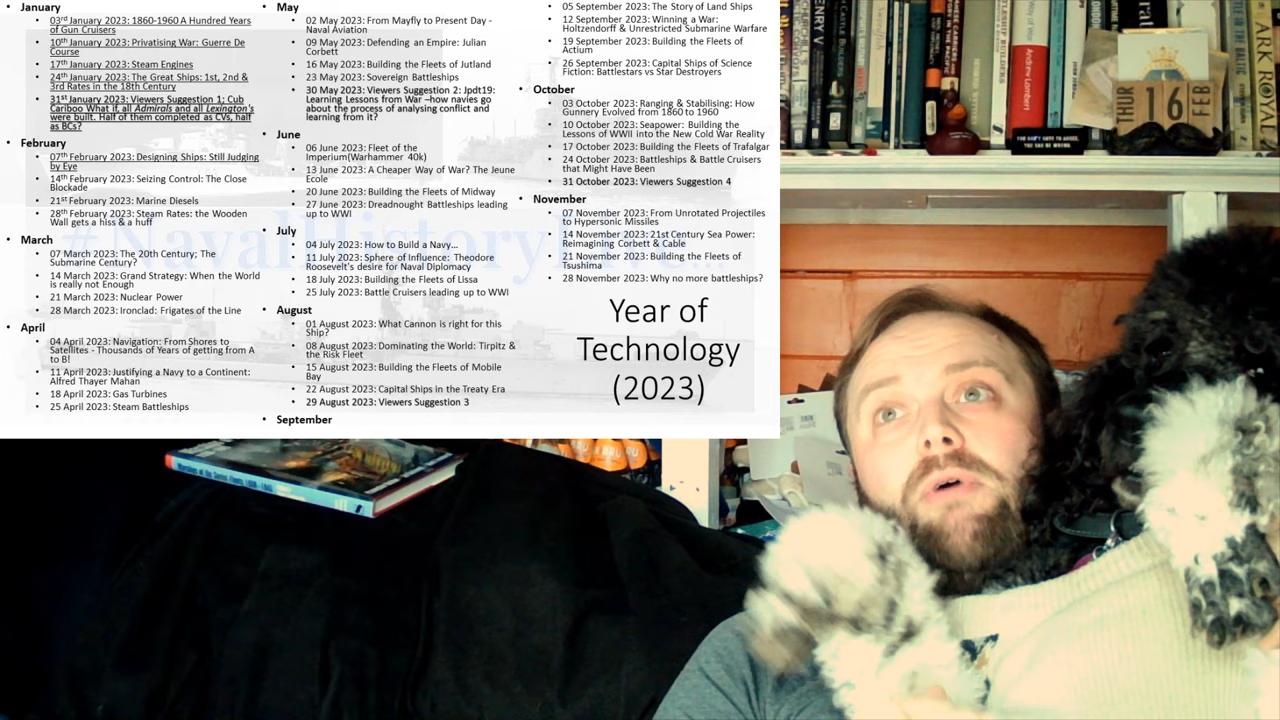 January
03rd January 2023: 1860-1960 A Hundred Years
of Gun Cruisers
10th January 2023: Privatising War: Guerre De
Course
17th January 2023: Steam Engines
24th January 2023: The Great Ships: 1st, 2nd &
3rd Rates in the 18th Century
31st January 2023: Viewers Suggestion 1; Cub
Cariboo What if, all Admirals and all Lexington's
were built. Half of them completed as CVs, half
as BCs?
February
07th February 2023: Designing Ships: Still Judging
by Eye
14th February 2023: Seizing Control: The Close
Blockade
21st February 2023: Marine Diesels
28th February 2023: Steam Rates: the Wooden
Wall gets a hiss & a huff
March
07 March 2023: The 20th Century; The
Submarine Century?
14 March 2023: Grand Strategy: When the World
is really not Enough
21 March 2023: Nuclear Power
28 March 2023: Ironclad: Frigates of the Line
April
04 April 2023: Navigation: From Shores to
Satellites - Thousands of Years of getting from A
to B!
11 April 2023: Justifying a Navy to a Continent:
Alfred Thayer Mahan
18 April 2023: Gas Turbines
25 April 2023: Steam Battleships
May
02 May 2023: From Mayfly to Present Day -
Naval Aviation
09 May 2023: Defending an Empire: Julian
Corbett
16 May 2023: Building the Fleets of Jutland
23 May 2023: Sovereign Battleships
30 May 2023: Viewers Suggestion 2: Jpdt19:
Learning Lessons from War –how navies go
about the process of analysing conflict and
learning from it?
June
06 June 2023: Fleet of the
Imperium(Warhammer 40k)
13 June 2023: A Cheaper Way of War? The Jeune
Ecole
20 June 2023: Building the Fleets of Midway
27 June 2023: Dreadnought Battleships leading
up to WWI
July
04 July 2023: How to Build a Navy...
11 July 2023: Sphere of Influence: Theodore
Roosevelt's desire for Naval Diplomacy
18 July 2023: Building the Fleets of Lissa
25 July 2023: Battle Cruisers leading up to WWI
August
01 August 2023: What Cannon is right for this
Ship?
08 August 2023: Dominating the World: Tirpitz &
the Risk Fleet
15 August 2023: Building the Fleets of Mobile
Bay
22 August 2023: Capital Ships in the Treaty Era
29 August 2023: Viewers Suggestion 3
September
05 September 2023: The Story of Land Ships
12 September 2023: Winning a War:
Holtzendorff & Unrestricted Submarine Warfare
19 September 2023: Building the Fleets of
Actium
26 September 2023: Capital Ships of Science
Fiction: Battlestars vs Star Destroyers
October
03 October 2023: Ranging & Stabilising: How
Gunnery Evolved from 1860 to 1960
10 October 2023: Seapower: Building the
Lessons of WWII into the New Cold War Reality
17 October 2023: Building the Fleets of Trafalgar
24 October 2023: Battleships & Battle Cruisers
that Might Have Been
31 October 2023: Viewers Suggestion 4
November
07 November 2023: From Unrotated Projectiles
to Hypersonic Missiles
14 November 2023: 21st Century Sea Power:
Reimagining Corbett & Cable
21 November 2023: Building the Fleets of
Tsushima
28 November 2023: Why no more battleships?
Year of
Technology
(2023)
#NavalHistoryLive...
THUR 16 FEB
Andrew Lambert